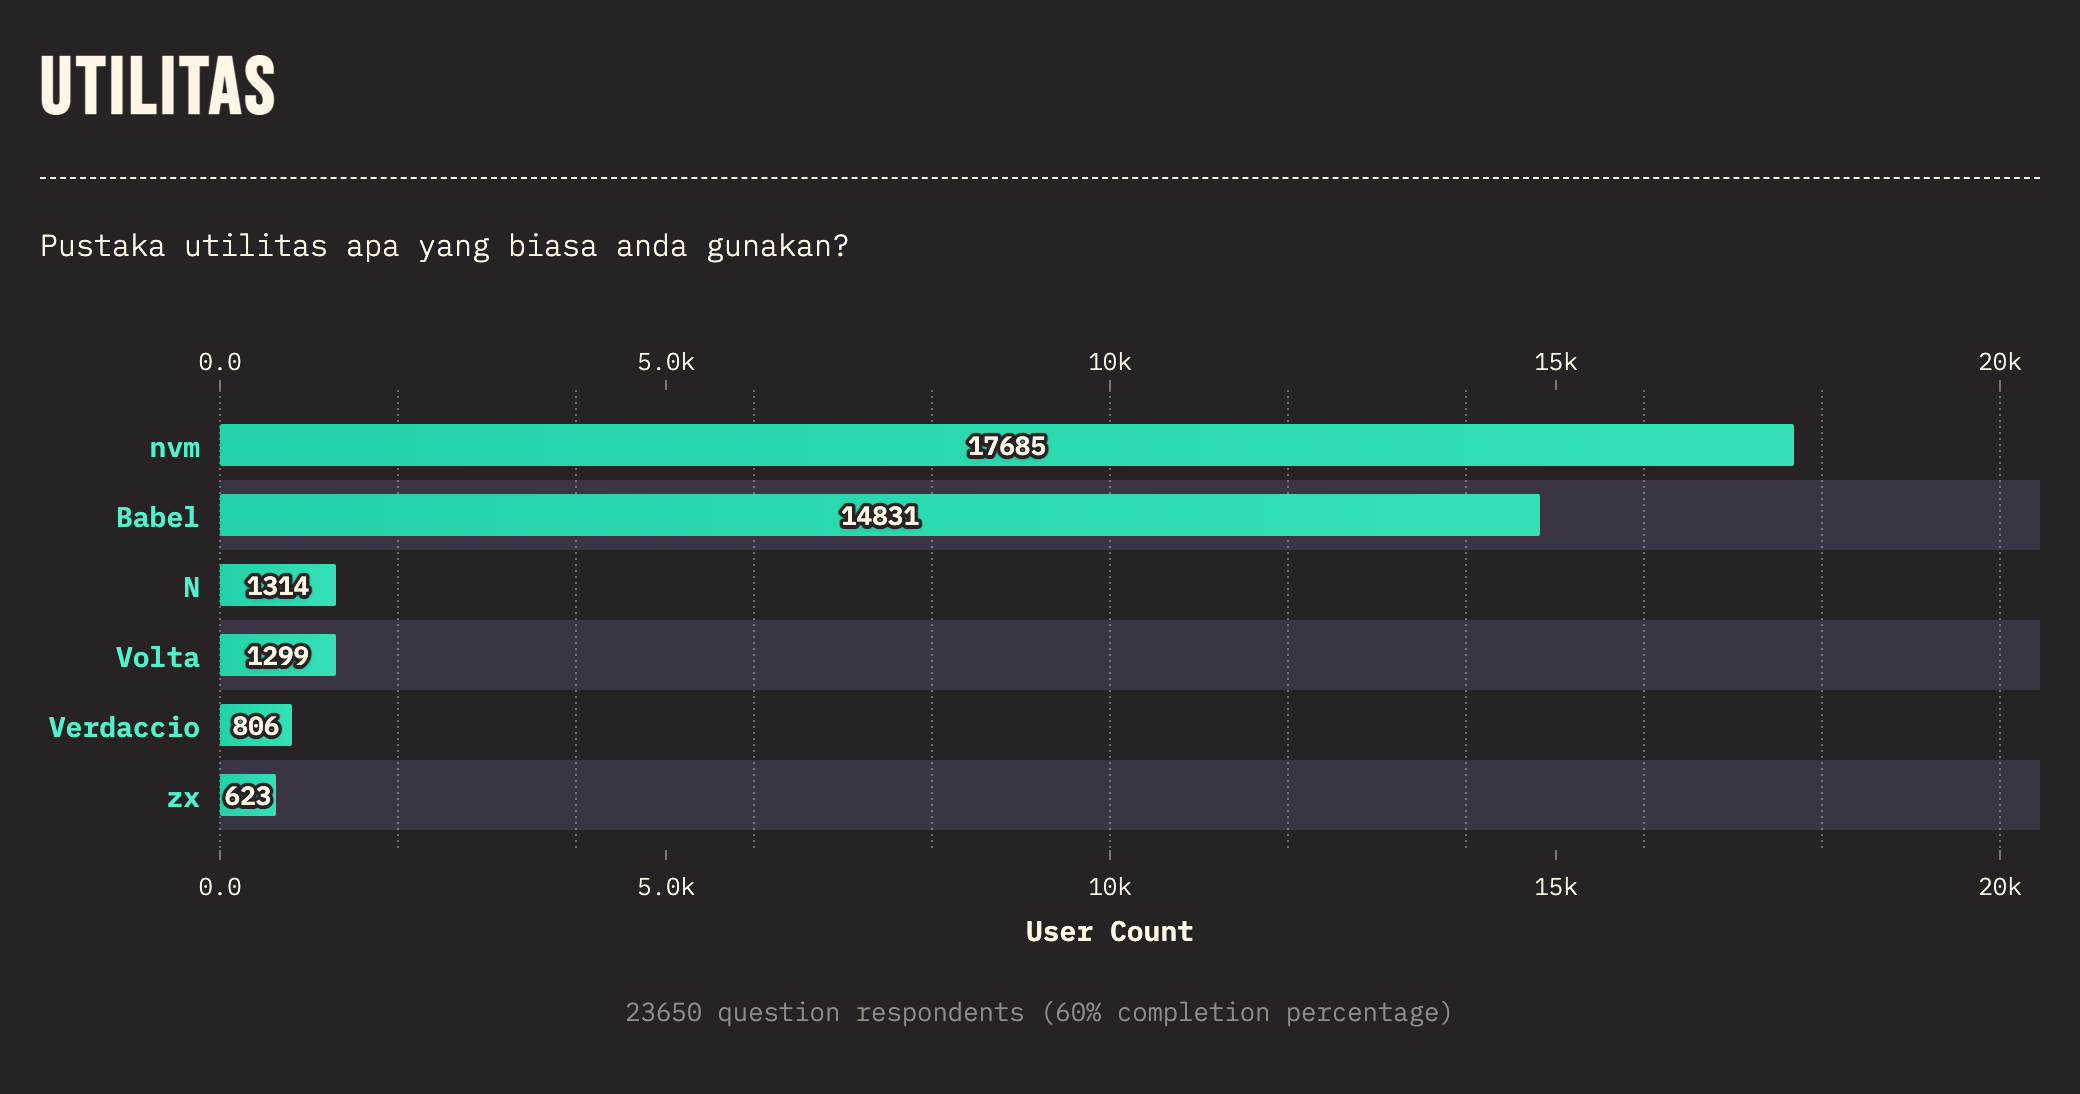 UTILITAS
Pustaka utilitas apa yang biasa anda gunakan?
0.0 5.0k 10k 15k 20k
nvm 17685
Babel 14831
N 1314
Volta 1299
Verdaccio 806
zx 623
0.0 5.0k 10k 15k 20k
User Count
23650 question respondents (60% completion percentage)